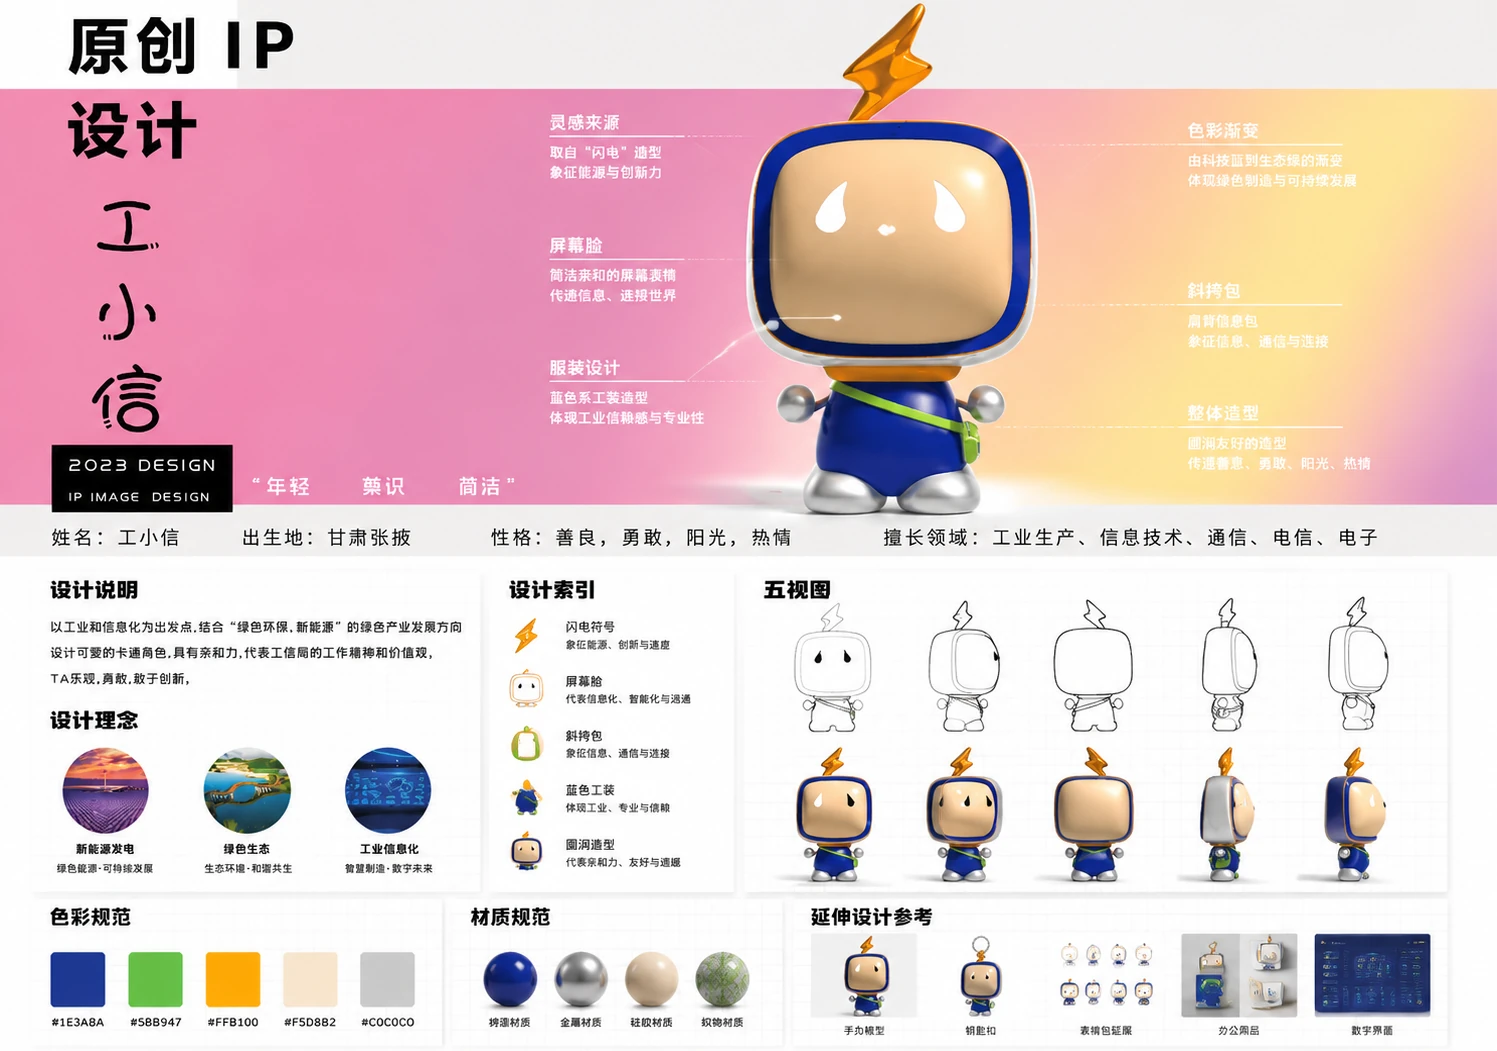 原创 IP
设计
工
小
信
2023 DESIGN
IP IMAGE DESIGN
“年轻 识 简洁”
灵感来源
取自“闪电”造型
象征能源与创新力
屏幕脸
简洁来和的屏幕表情
代递信息、连接世界
服装设计
蓝色系工装造型
体现工业信赖感与专业性
色彩渐变
由科技蓝到生态绿的渐变
体现绿色制造与可持续发展
斜挎包
肩背信息包
象征信息、通信与连接
整体造型
圆润友好的造型
传递善意、勇敢、阳光、热情
姓名：工小信
出生地：甘肃张掖
性格：善良，勇敢，阳光，热情
擅长领域：工业生产、信息技术、通信、电信、电子
设计说明
以工业和信息化为出发点,结合“绿色环保,新能源”的绿色产业发展方向
设计可爱的卡通角色,具有亲和力,代表工信局的工作精神和价值观,
TA乐观,勇敢,敢于创新,
设计理念
新能源发电
绿色能源·可持续发展
绿色生态
生态环境·和谐共生
工业信息化
智慧制造·数字未来
设计索引
闪电符号
象征能源、创新与速度
屏幕脸
代表信息化、智能化与沟通
斜挎包
象征信息、通信与连接
蓝色工装
体现工业、专业与信赖
圆润造型
代表亲和力、友好与温暖
五视图
色彩规范
#1E3A8A
#5BB947
#FFB100
#F5D8B2
#C0C0C0
材质规范
材质
金属材质
材质
织物材质
延伸设计参考
手办模型
钥匙扣
表情包延展
办公用品
数字界面